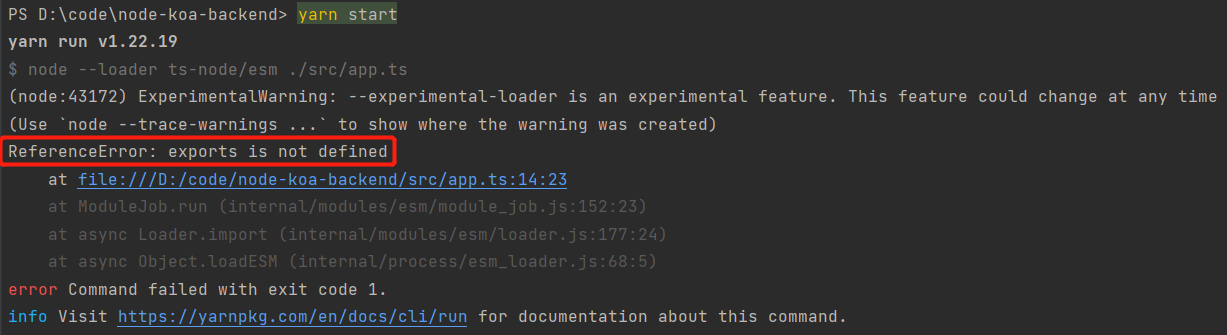 PS D:\code\node-koa-backend> yarn start
yarn run v1.22.19
$ node --loader ts-node/esm ./src/app.ts
(node:43172) ExperimentalWarning: --experimental-loader is an experimental feature. This feature could change at any time
(Use `node --trace-warnings ...` to show where the warning was created)
ReferenceError: exports is not defined
    at file:///D:/code/node-koa-backend/src/app.ts:14:23
    at ModuleJob.run (internal/modules/esm/module_job.js:152:23)
    at async Loader.import (internal/modules/esm/loader.js:177:24)
    at async Object.loadESM (internal/process/esm_loader.js:68:5)
error Command failed with exit code 1.
info Visit https://yarnpkg.com/en/docs/cli/run for documentation about this command.